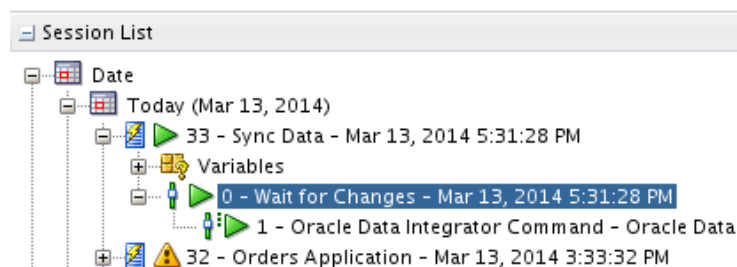 Session List
Date
Today (Mar 13, 2014)
33 - Sync Data - Mar 13, 2014 5:31:28 PM
Variables
0 - Wait for Changes - Mar 13, 2014 5:31:28 PM
1 - Oracle Data Integrator Command - Oracle Data
32 - Orders Application - Mar 13, 2014 3:33:32 PM